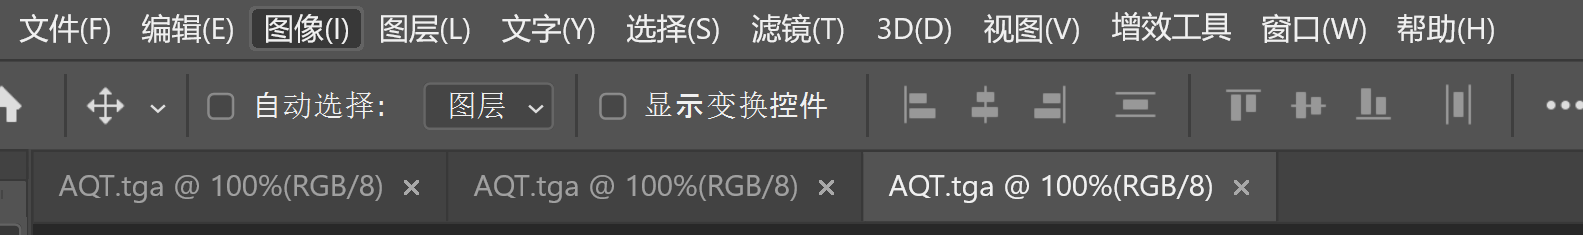 文件(F) 编辑(E) 图像(I) 图层(L) 文字(Y) 选择(S) 滤镜(T) 3D(D) 视图(V) 增效工具 窗口(W) 帮助(H)
自动选择: 图层 显示变换控件
AQT.tga @ 100%(RGB/8) × AQT.tga @ 100%(RGB/8) × AQT.tga @ 100%(RGB/8) ×